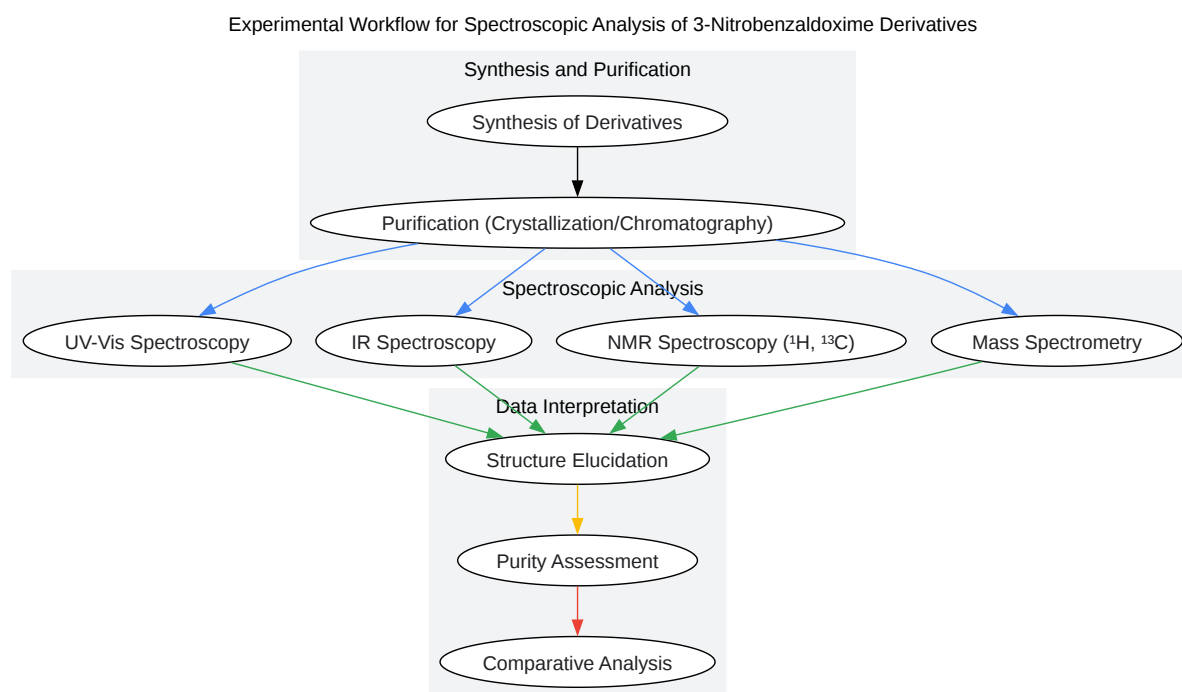 Experimental Workflow for Spectroscopic Analysis of 3-Nitrobenzaldoxime Derivatives
Synthesis and Purification
Synthesis of Derivatives
Purification (Crystallization/Chromatography)
Spectroscopic Analysis
UV-Vis Spectroscopy
IR Spectroscopy
NMR Spectroscopy (¹H, ¹³C)
Mass Spectrometry
Data Interpretation
Structure Elucidation
Purity Assessment
Comparative Analysis